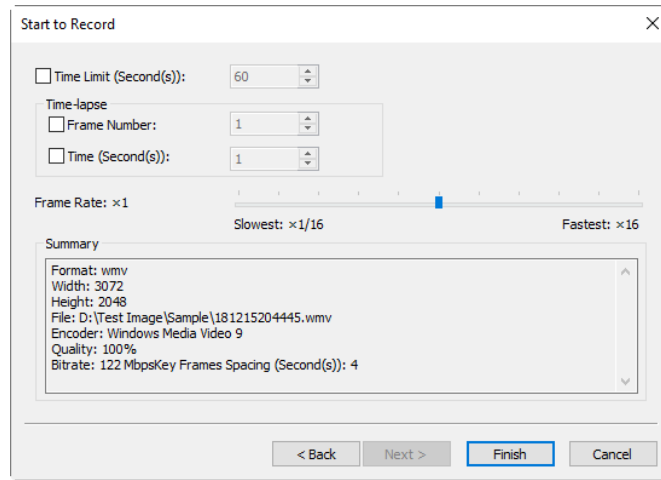 Start to Record
Time Limit (Second(s)): 60
Time-lapse
Frame Number: 1
Time (Second(s)): 1
Frame Rate: ×1
Slowest: ×1/16 Fastest: ×16
Summary
Format: wmv
Width: 3072
Height: 2048
File: D:\Test Image\Sample\181215204445.wmv
Encoder: Windows Media Video 9
Quality: 100%
Bitrate: 122 MbpsKey Frames Spacing (Second(s)): 4
< Back Next > Finish Cancel